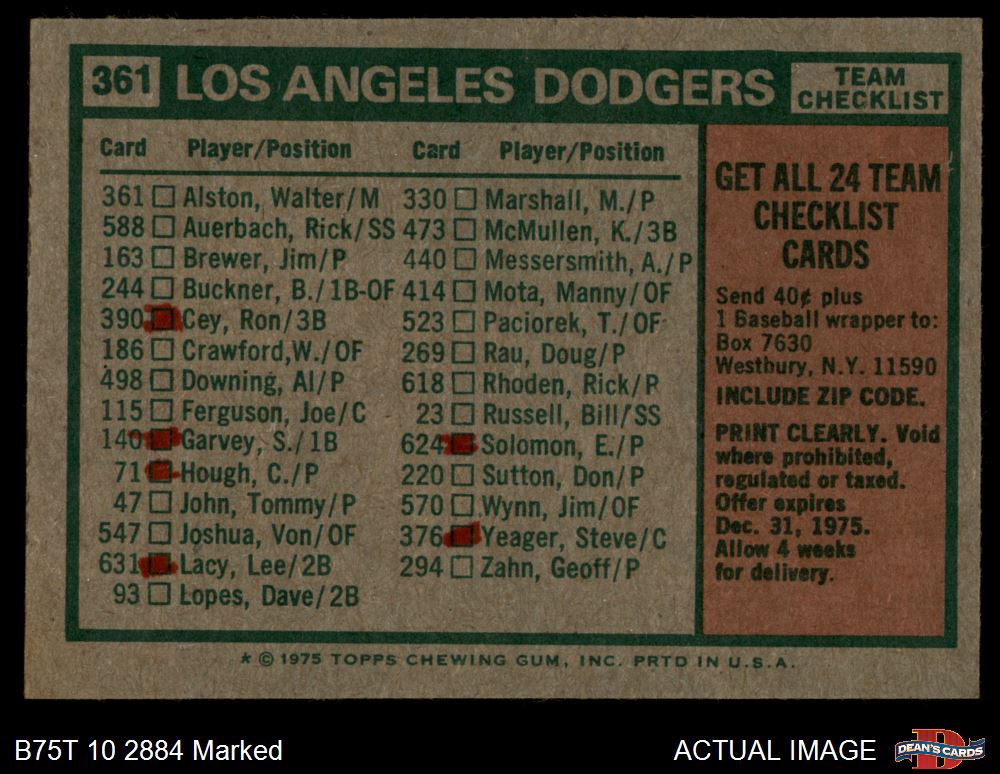 361 LOS ANGELES DODGERS TEAM CHECKLIST
Card Player/Position Card Player/Position
361 Alston, Walter/M 330 Marshall, M./P
588 Auerbach, Rick/SS 473 McMullen, K./3B
163 Brewer, Jim/P 440 Messersmith, A./P
244 Buckner, B./1B-OF 414 Mota, Manny/OF
390 Cey, Ron/3B 523 Paciorek, T./OF
186 Crawford,W./OF 269 Rau, Doug/P
498 Downing, Al/P 618 Rhoden, Rick/P
115 Ferguson, Joe/C 23 Russell, Bill/SS
140 Garvey, S./1B 624 Solomon, E./P
71 Hough, C./P 220 Sutton, Don/P
47 John, Tommy/P 570 Wynn, Jim/OF
547 Joshua, Von/OF 376 Yeager, Steve/C
631 Lacy, Lee/2B 294 Zahn, Geoff/P
93 Lopes, Dave/2B
GET ALL 24 TEAM
CHECKLIST
CARDS
Send 40¢ plus
1 Baseball wrapper to:
Box 7630
Westbury, N.Y. 11590
INCLUDE ZIP CODE.
PRINT CLEARLY. Void
where prohibited,
regulated or taxed.
Offer expires
Dec. 31, 1975.
Allow 4 weeks
for delivery.
* © 1975 TOPPS CHEWING GUM, INC. PRTD IN U.S.A.
B75T 10 2884 Marked
ACTUAL IMAGE
DEAN'S CARDS